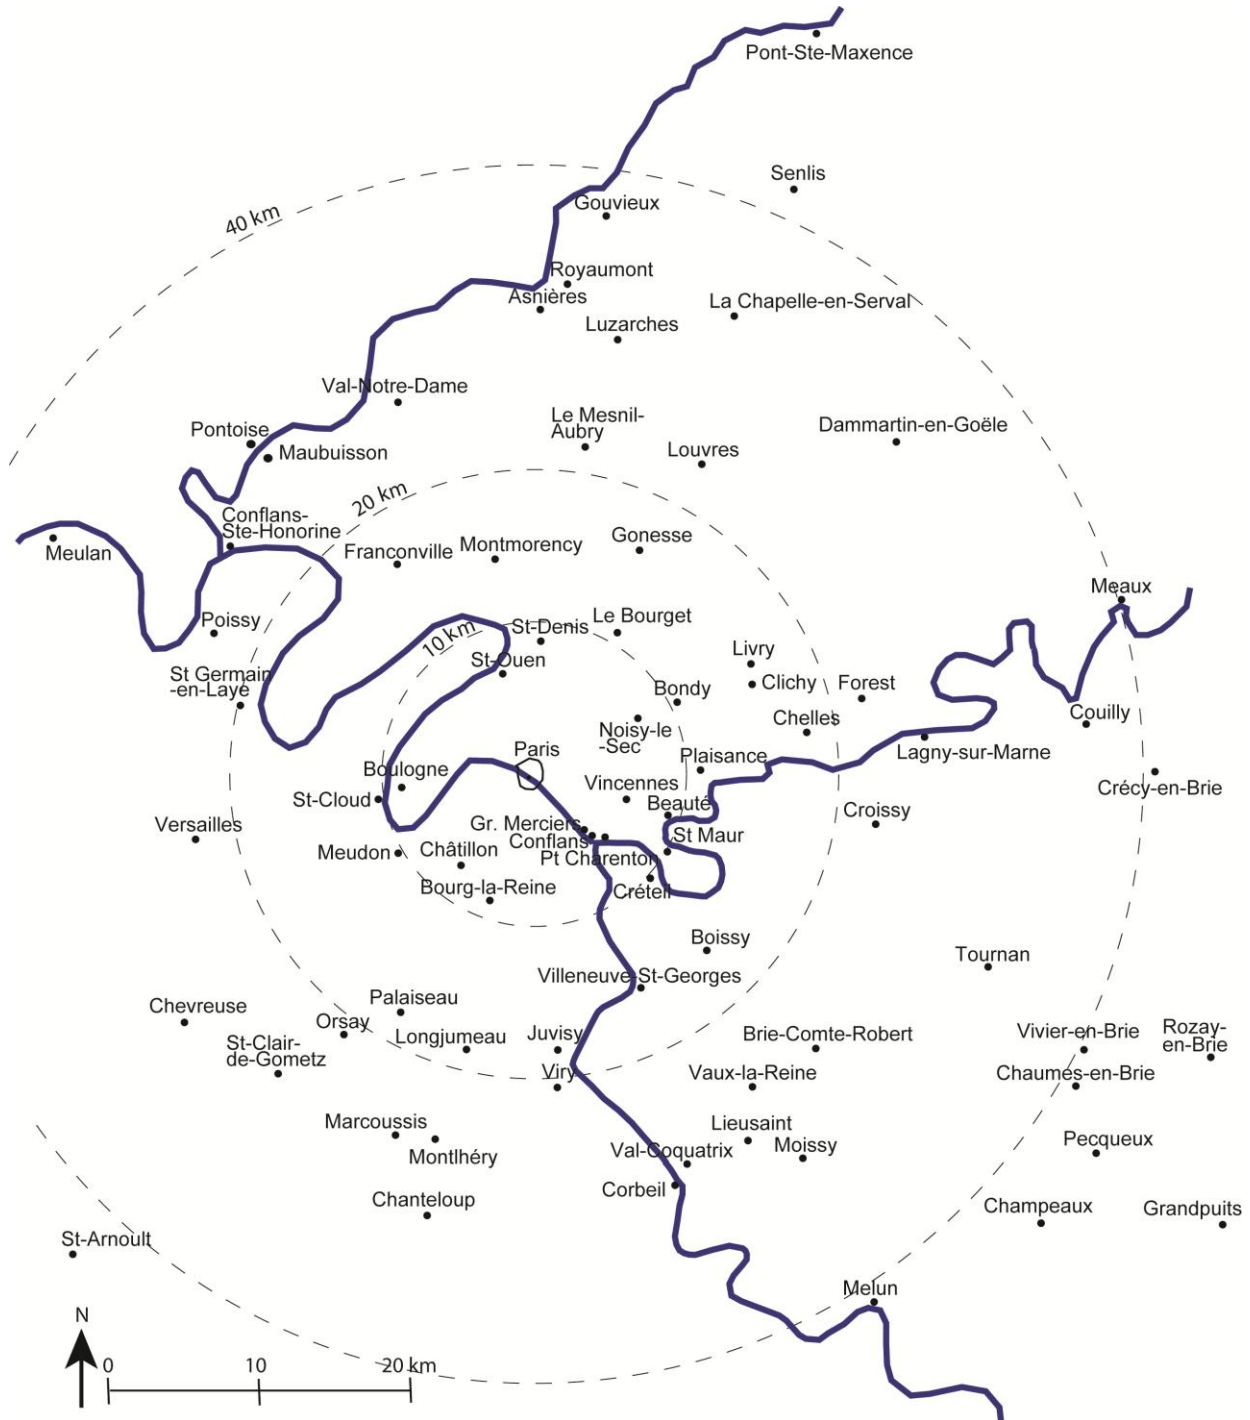 Pont-Ste-Maxence
Senlis
40 km
Gouvieux
Royaumont
Asnières
La Chapelle-en-Serval
Luzarches
Val-Notre-Dame
Le Mesnil-
Aubry
Dammartin-en-Goële
Pontoise
Maubuisson
Louvres
20 km
Conflans-
Ste-Honorine
Meulan
Franconville
Montmorency
Gonesse
Meaux
Poissy
10 km
St-Denis
Le Bourget
St Germain
-en-Laye
St-Ouen
Livry
Clichy
Bondy
Forest
Chelles
Couilly
Noisy-le
-Sec
Lagny-sur-Marne
Paris
Plaisance
Boulogne
Vincennes
Crécy-en-Brie
St-Cloud
Beauté
Croissy
Versailles
Gr. Merciers
Conflans
St Maur
Meudon
Châtillon
Pt Charenton
Bourg-la-Reine
Créteil
Boissy
Tournan
Villeneuve-St-Georges
Chevreuse
Palaiseau
Orsay
St-Clair-
de-Gometz
Longjumeau
Juvisy
Brie-Comte-Robert
Vivier-en-Brie
Rozay-
en-Brie
Viry
Vaux-la-Reine
Chaumes-en-Brie
Marcoussis
Montlhéry
Lieusaint
Val-Coquatrix
Moissy
Pecqueux
Corbeil
Chanteloup
Champeaux
Grandpuits
St-Arnoult
Melun
N
0 10 20 km